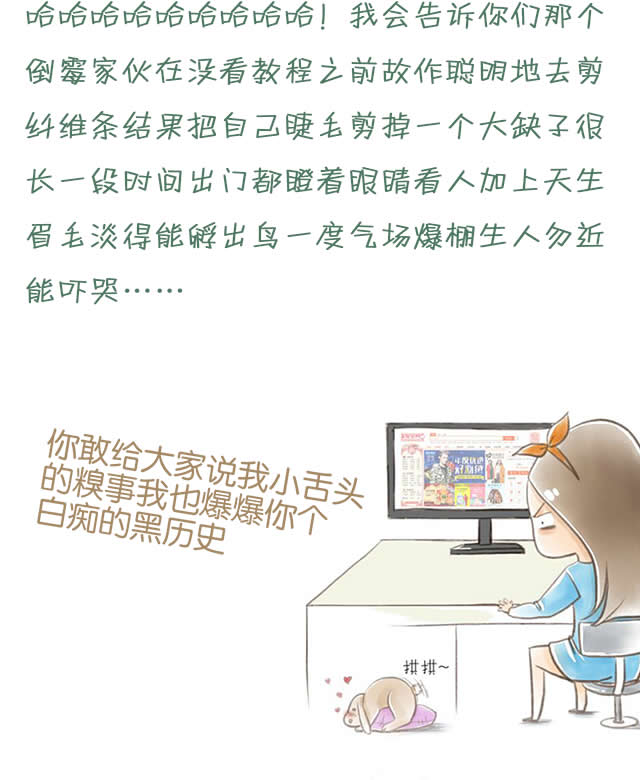 哈哈哈哈哈哈哈哈哈！我会告诉你们那个
倒霉家伙在没看教程之前故作聪明地去剪
纤维条结果把自己睫毛剪掉一个大缺子很
长一段时间出门都瞪着眼睛看人加上天生
眉毛淡得能孵出鸟一度气场爆棚生人勿近
能吓哭……
你敢给大家说我小舌头
的糗事我也爆爆你个
白痴的黑历史
拱拱~